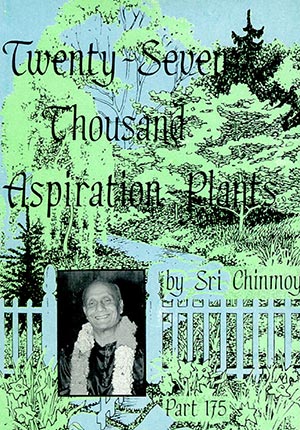 Twenty-Seven
Thousand
Aspiration-Plants
by Sri Chinmoy
Part 175